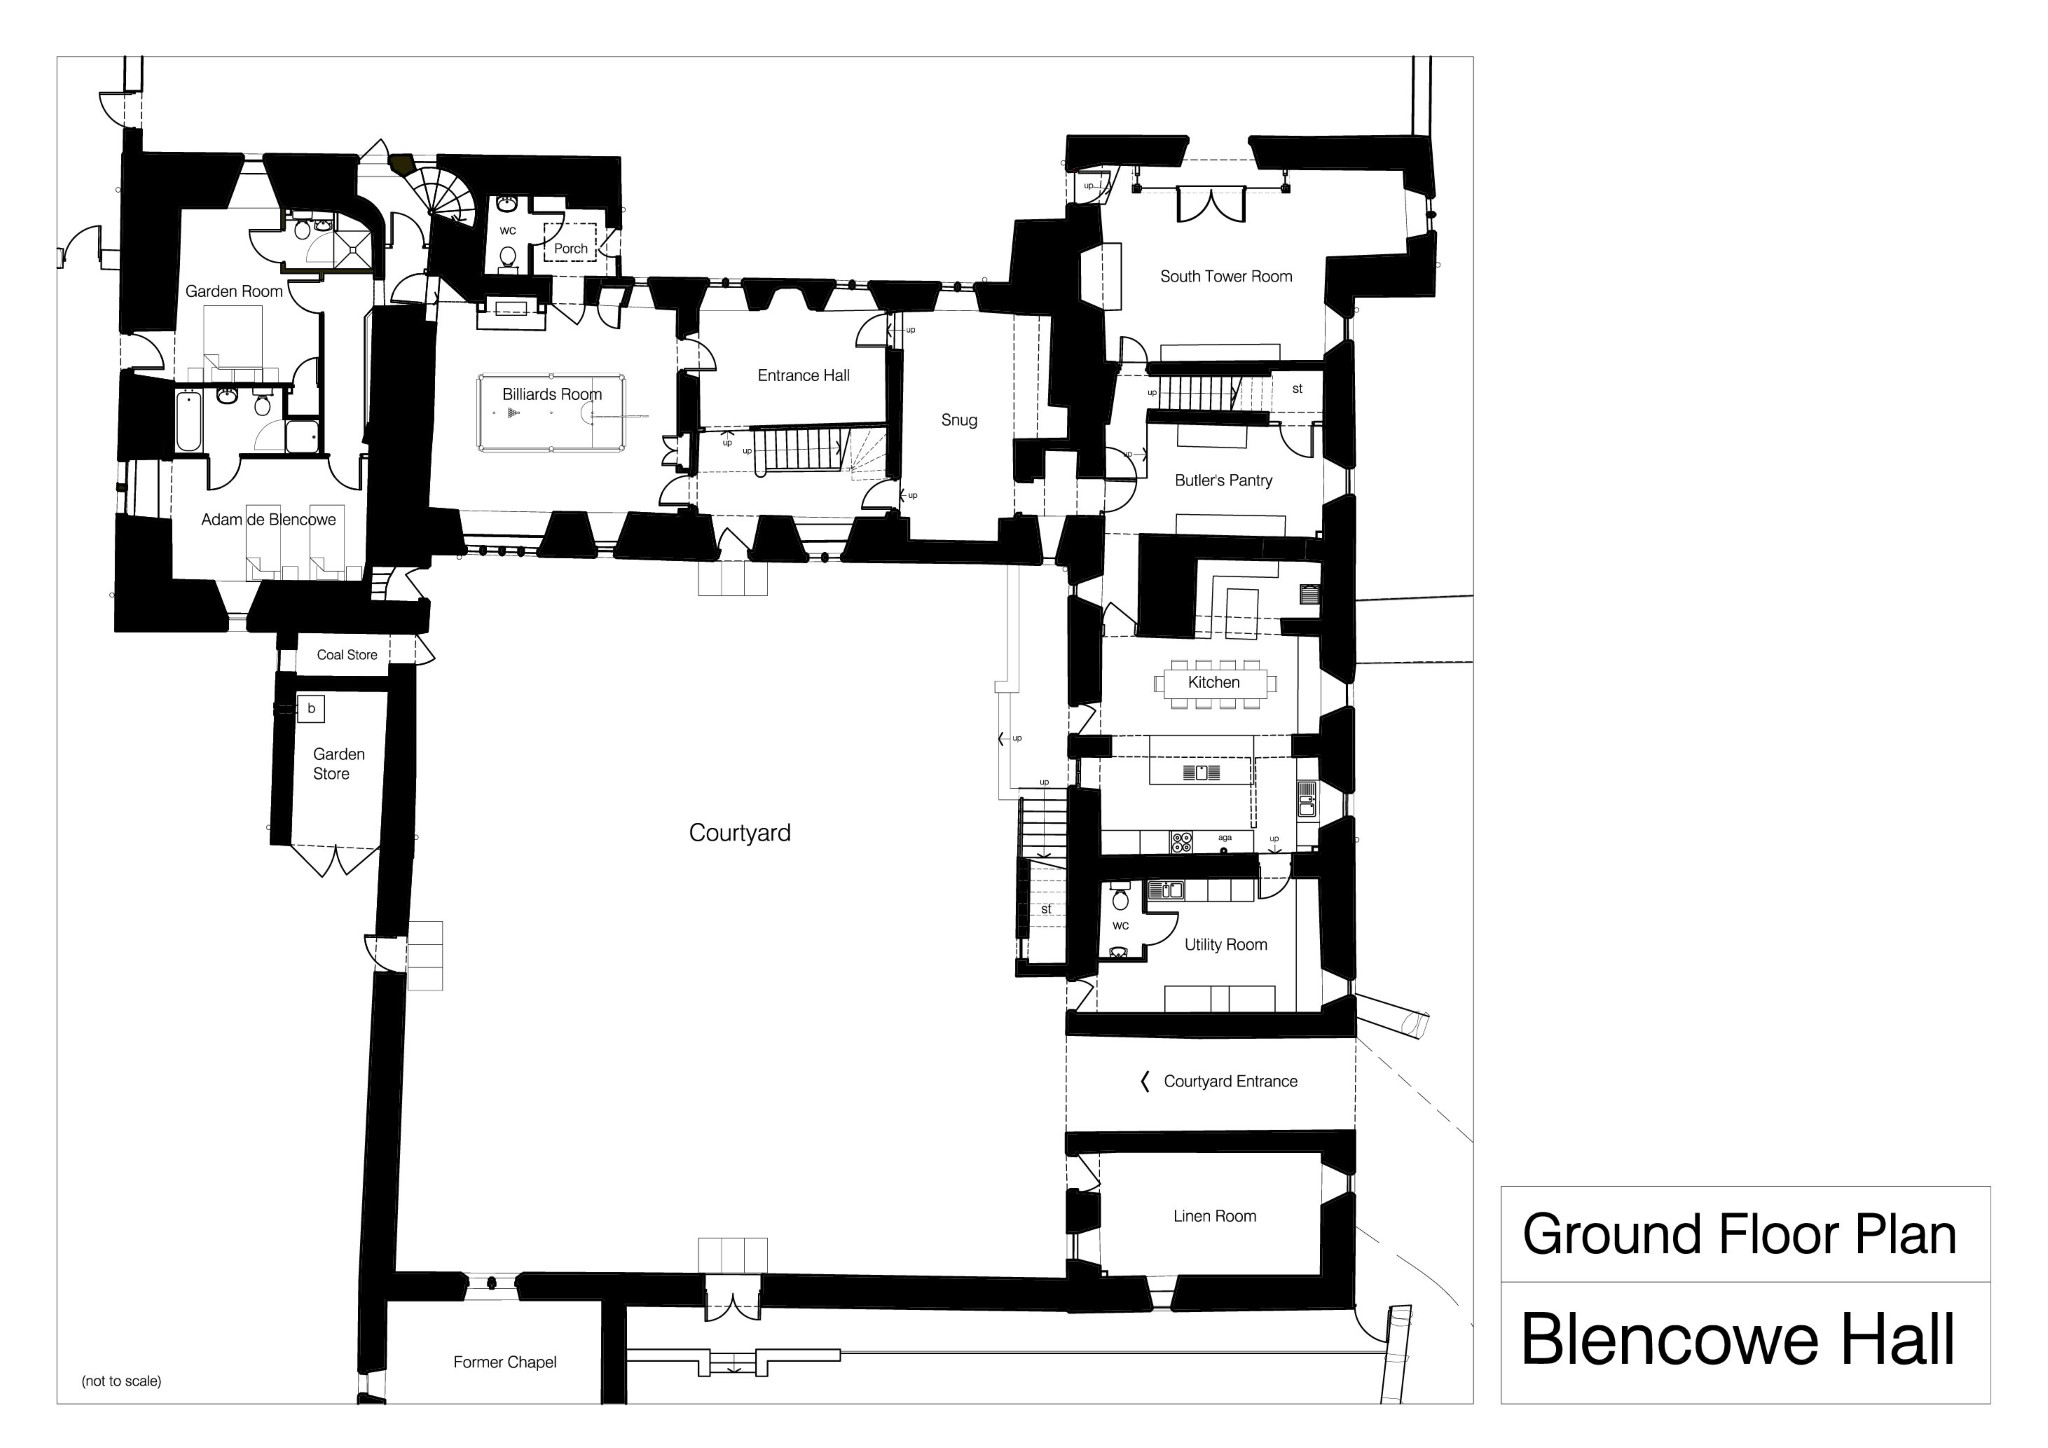 up
wc
Porch
South Tower Room
Garden Room
up
Entrance Hall
up
st
Billiards Room
Snug
up
up
up
Butler's Pantry
up
Adam de Blencowe
Coal Store
Kitchen
b
up
Garden
Store
up
Courtyard
aga
up
st
wc
Utility Room
Courtyard Entrance
Linen Room
Former Chapel
(not to scale)
Ground Floor Plan
Blencowe Hall